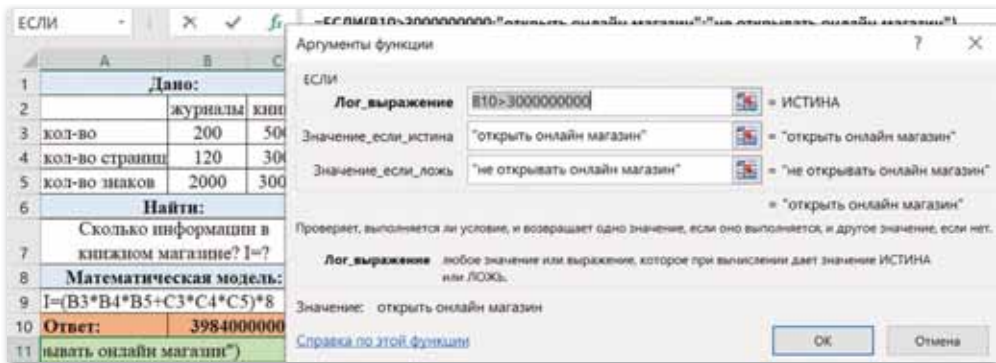 ЕСЛИ
=ЕСЛИ(B10>3000000000;"открыть онлайн магазин";"не открывать онлайн магазин")
A B C
1 Дано:
2 журналы
3 кол-во 200
4 кол-во страниц 120
5 кол-во знаков 2000
6 Найти:
7 Сколько информации в
книжном магазине? I=?
8 Математическая модель:
9 I=(B3*B4*B5+C3*C4*C5)*8
10 Ответ: 3984000000
11 ывать онлайн магазин")
Аргументы функции ? ×
ЕСЛИ
Лог_выражение B10>3000000000 = ИСТИНА
Значение_если_истина "открыть онлайн магазин" = "открыть онлайн магазин"
Значение_если_ложь "не открывать онлайн магазин" = "не открывать онлайн магазин"
= "открыть онлайн магазин"
Проверяет, выполняется ли условие, и возвращает одно значение, если оно выполняется, и другое значение, если нет.
Лог_выражение любое значение или выражение, которое при вычислении дает значение ИСТИНА
или ЛОЖЬ.
Значение: открыть онлайн магазин
Справка по этой функции
ОК Отмена